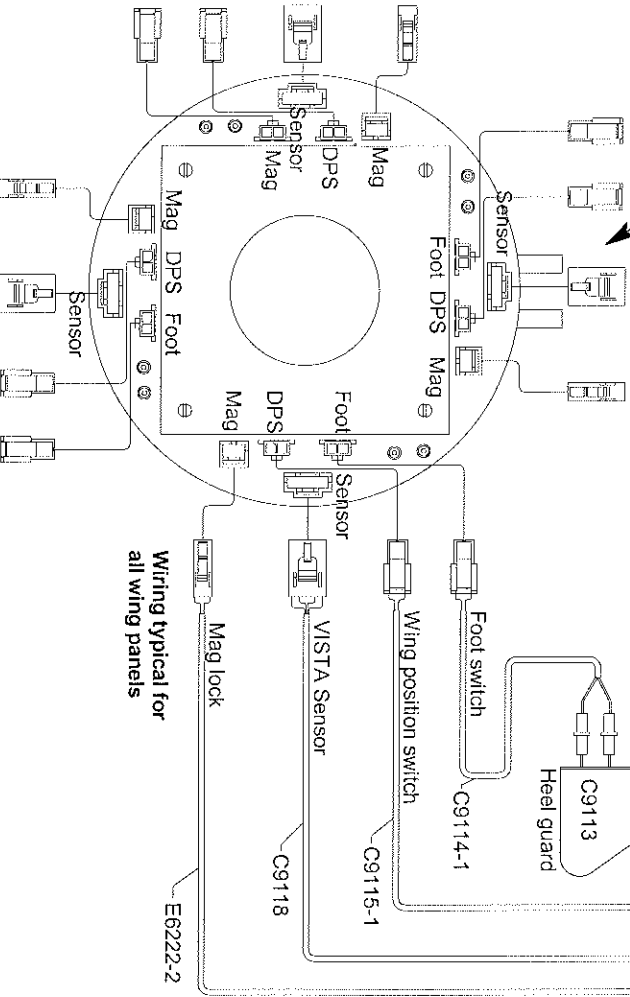 Sensor
Mag
DPS
Mag
Sensor
Foot
DPS
Mag
Mag
DPS
Foot
Sensor
Mag
DPS
Foot
Sensor
Foot switch
C9113
Heel guard
C9114-1
Wing position switch
C9115-1
VISTA Sensor
C9118
Mag lock
E6222-2
Wiring typical for
all wing panels